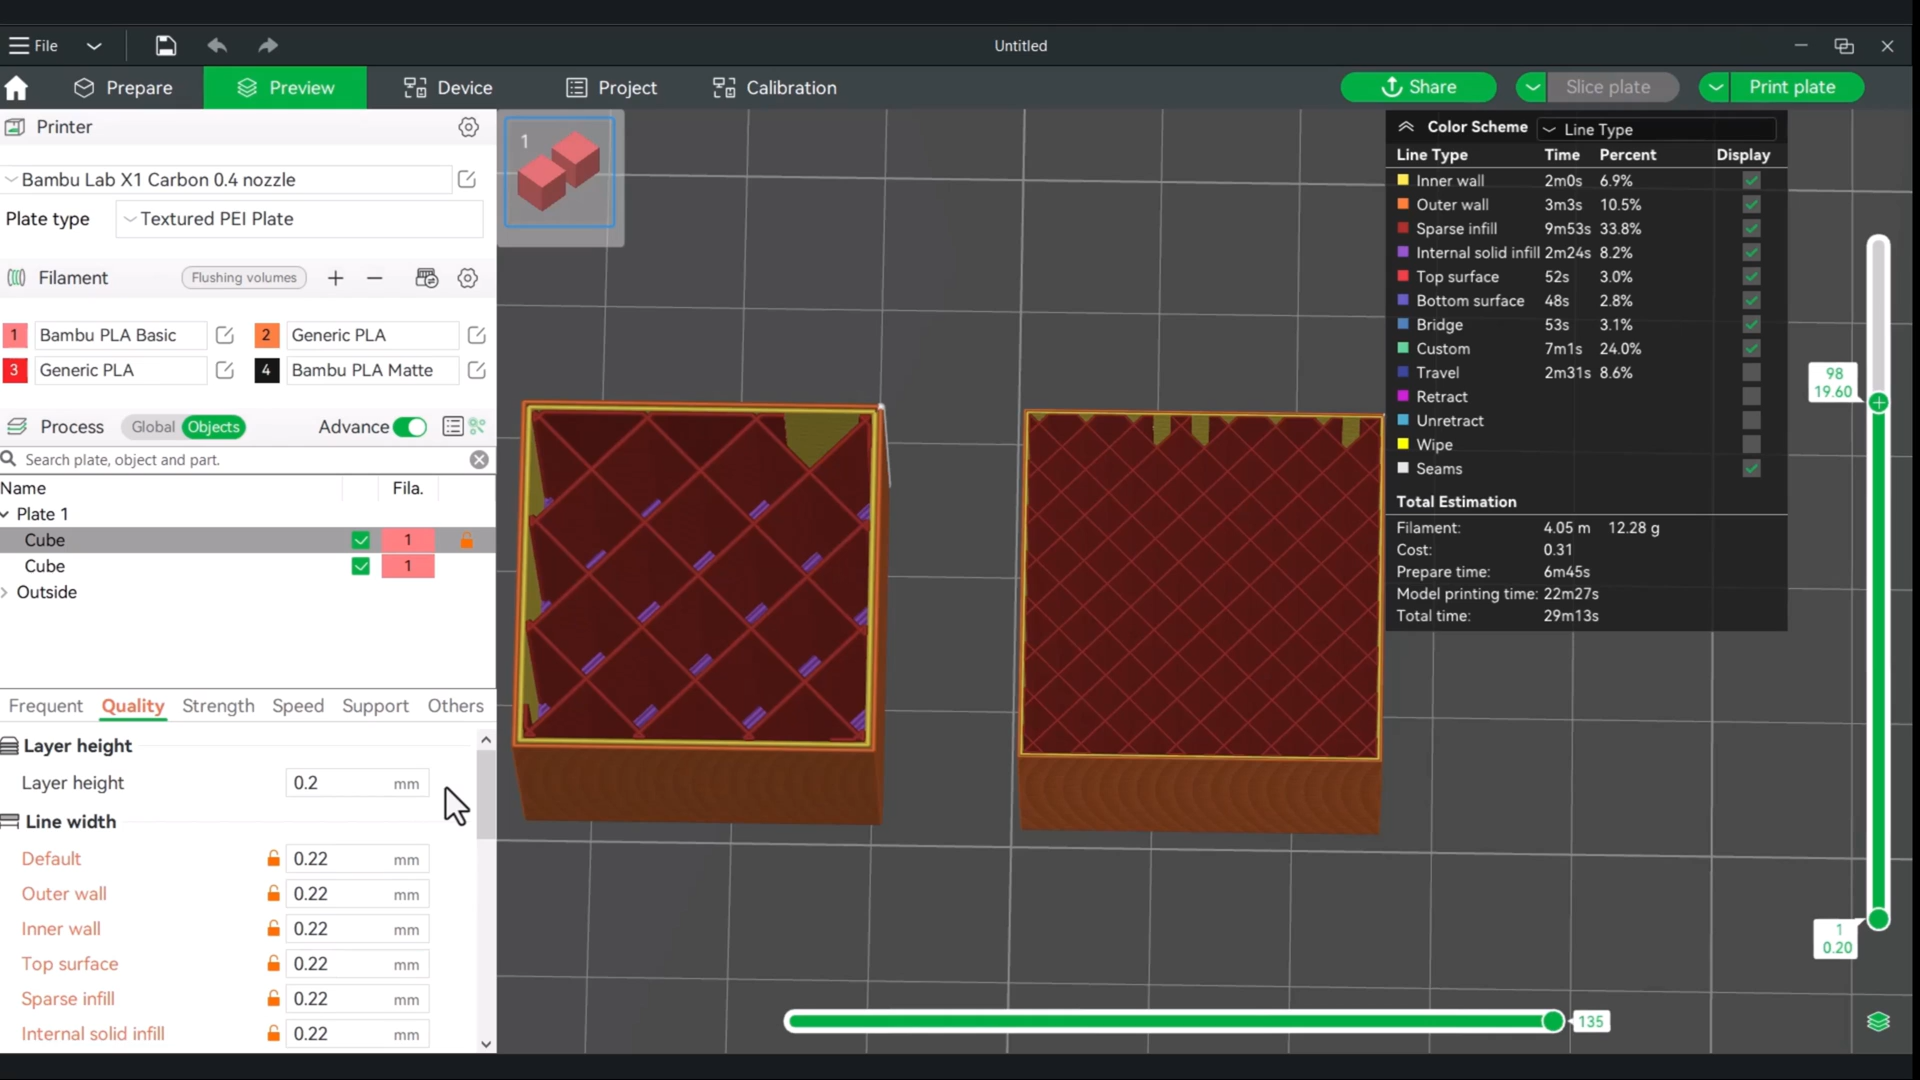 File
Untitled
Prepare
Preview
Device
Project
Calibration
Share
Slice plate
Print plate
Printer
Bambu Lab X1 Carbon 0.4 nozzle
Plate type
Textured PEI Plate
Filament
Flushing volumes
1 Bambu PLA Basic
2 Generic PLA
3 Generic PLA
4 Bambu PLA Matte
Process
Global Objects
Advance
Search plate, object and part.
Name Fila.
Plate 1
Cube 1
Cube 1
Outside
Frequent Quality Strength Speed Support Others
Layer height
Layer height 0.2 mm
Line width
Default 0.22 mm
Outer wall 0.22 mm
Inner wall 0.22 mm
Top surface 0.22 mm
Sparse infill 0.22 mm
Internal solid infill 0.22 mm
1
Color Scheme Line Type
Line Type Time Percent Display
Inner wall 2m0s 6.9%
Outer wall 3m3s 10.5%
Sparse infill 9m53s 33.8%
Internal solid infill 2m24s 8.2%
Top surface 52s 3.0%
Bottom surface 48s 2.8%
Bridge 53s 3.1%
Custom 7m1s 24.0%
Travel 2m31s 8.6%
Retract
Unretract
Wipe
Seams
Total Estimation
Filament: 4.05 m 12.28 g
Cost: 0.31
Prepare time: 6m45s
Model printing time: 22m27s
Total time: 29m13s
98
19.60
1
0.20
135